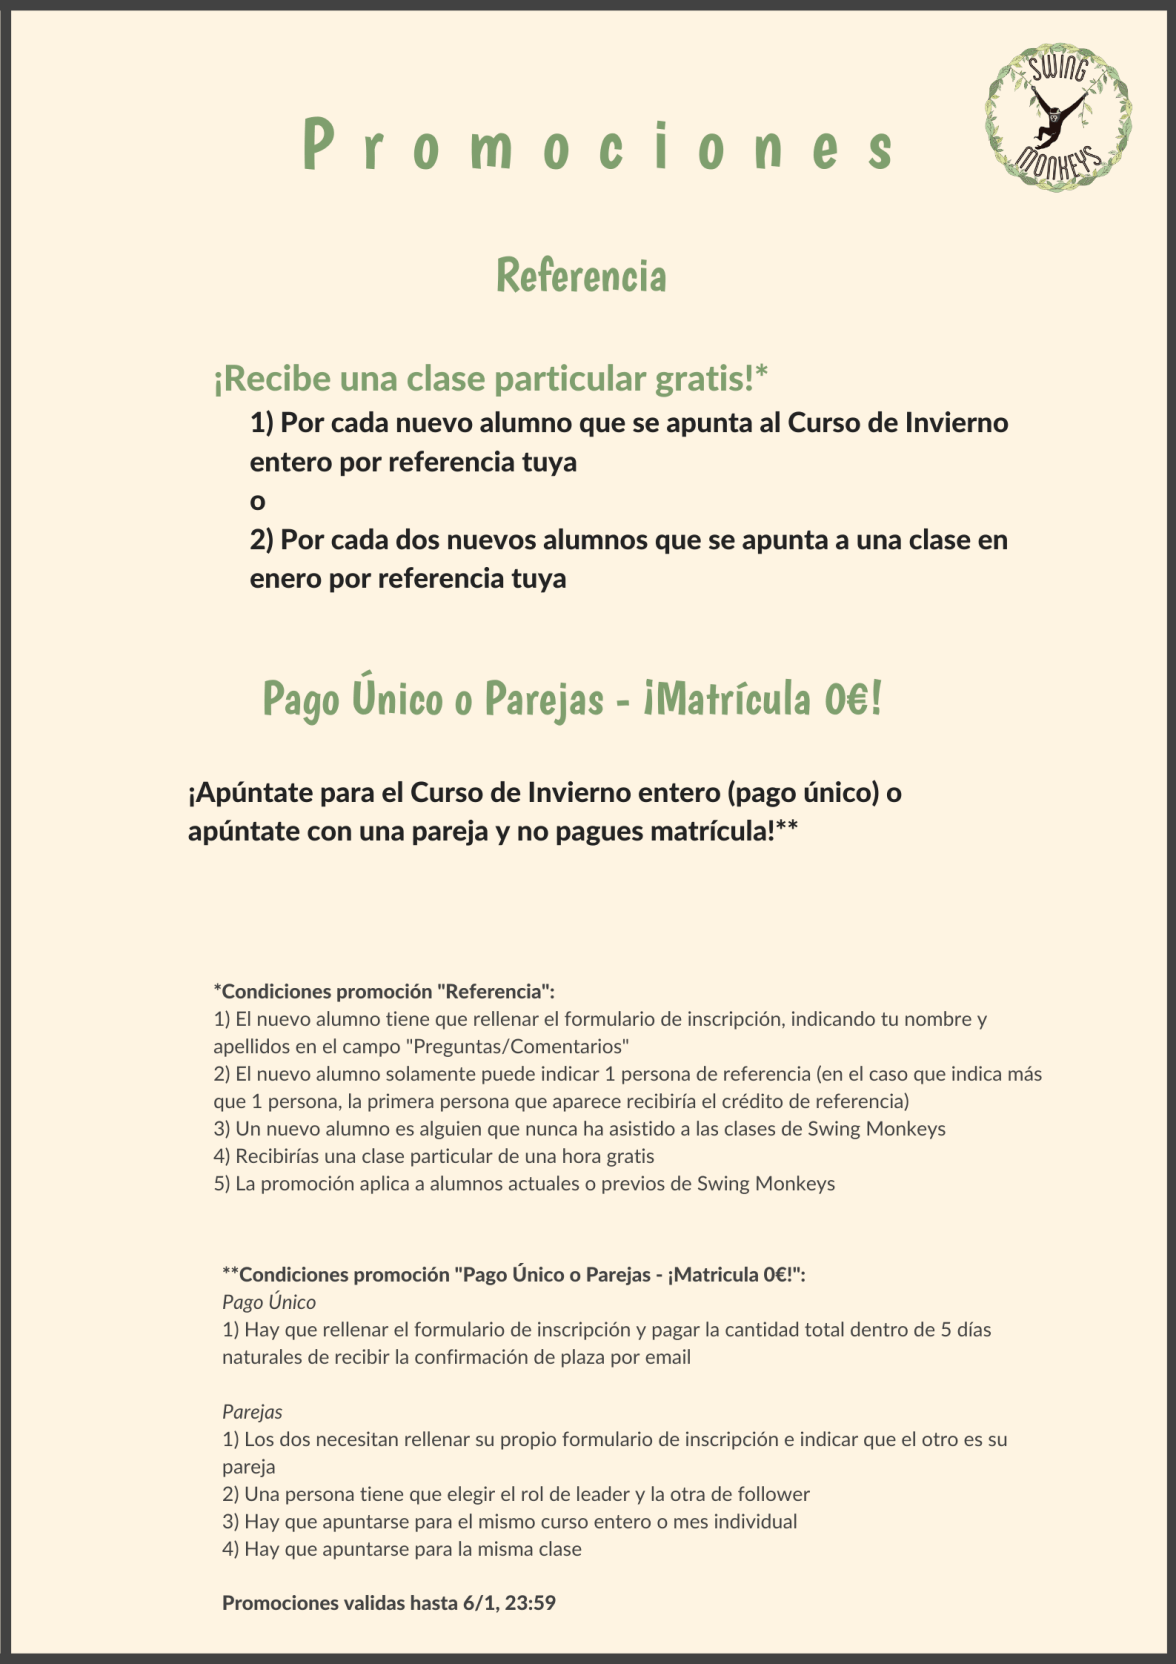 SWING
MONKEYS
Promociones
Referencia
¡Recibe una clase particular gratis!*
1) Por cada nuevo alumno que se apunta al Curso de Invierno
entero por referencia tuya
o
2) Por cada dos nuevos alumnos que se apunta a una clase en
enero por referencia tuya
Pago Único o Parejas - ¡Matrícula 0€!
¡Apúntate para el Curso de Invierno entero (pago único) o
apúntate con una pareja y no pagues matrícula!**
*Condiciones promoción "Referencia":
1) El nuevo alumno tiene que rellenar el formulario de inscripción, indicando tu nombre y
apellidos en el campo "Preguntas/Comentarios"
2) El nuevo alumno solamente puede indicar 1 persona de referencia (en el caso que indica más
que 1 persona, la primera persona que aparece recibiría el crédito de referencia)
3) Un nuevo alumno es alguien que nunca ha asistido a las clases de Swing Monkeys
4) Recibirías una clase particular de una hora gratis
5) La promoción aplica a alumnos actuales o previos de Swing Monkeys
**Condiciones promoción "Pago Único o Parejas - ¡Matricula 0€!":
Pago Único
1) Hay que rellenar el formulario de inscripción y pagar la cantidad total dentro de 5 días
naturales de recibir la confirmación de plaza por email
Parejas
1) Los dos necesitan rellenar su propio formulario de inscripción e indicar que el otro es su
pareja
2) Una persona tiene que elegir el rol de leader y la otra de follower
3) Hay que apuntarse para el mismo curso entero o mes individual
4) Hay que apuntarse para la misma clase
Promociones validas hasta 6/1, 23:59